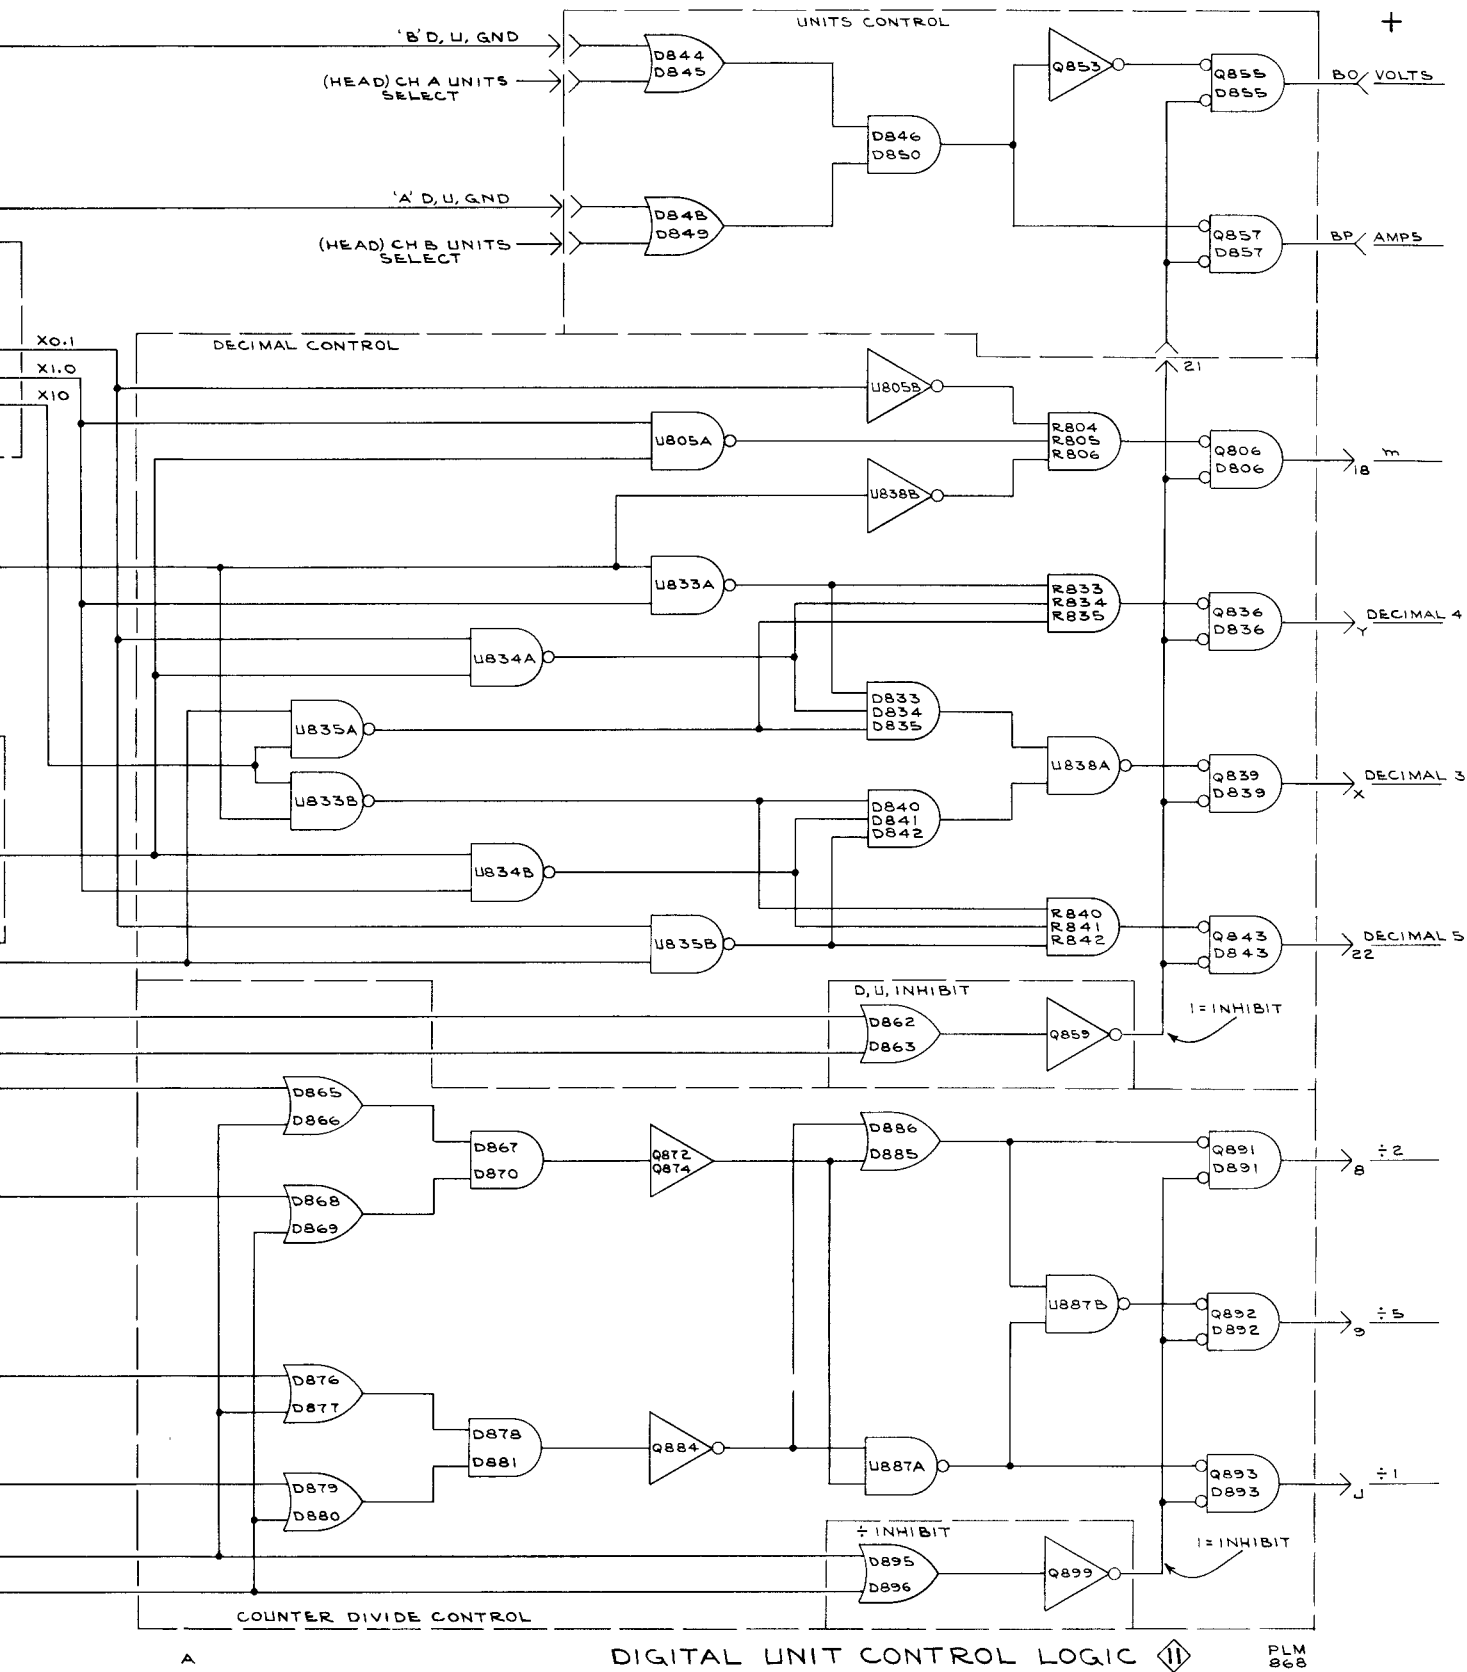 UNITS CONTROL
+
'B' D, U, GND
(HEAD) CH A UNITS
SELECT
D844
D845
Q853
Q855
D855
BO
VOLTS
D846
D850
'A' D, U, GND
(HEAD) CH B UNITS
SELECT
D848
D849
Q857
D857
BP
AMPS
X0.1
X1.0
X10
DECIMAL CONTROL
21
U805B
U805A
R804
R805
R806
Q806
D806
18
m
U838B
U833A
R833
R834
R835
Q836
D836
Y
DECIMAL 4
U834A
D833
D834
D835
U835A
U838A
Q839
D839
X
DECIMAL 3
U833B
D840
D841
D842
U834B
R840
R841
R842
Q843
D843
22
DECIMAL 5
U835B
D, U, INHIBIT
D862
D863
Q859
1 = INHIBIT
D865
D866
D867
D870
Q872
Q874
D886
D885
Q891
D891
8
÷2
D868
D869
U887B
Q892
D892
9
÷5
D876
D877
D878
D881
Q884
U887A
Q893
D893
J
÷1
D879
D880
÷ INHIBIT
D895
D896
Q899
1 = INHIBIT
COUNTER DIVIDE CONTROL
A
DIGITAL UNIT CONTROL LOGIC
11
PLM
868